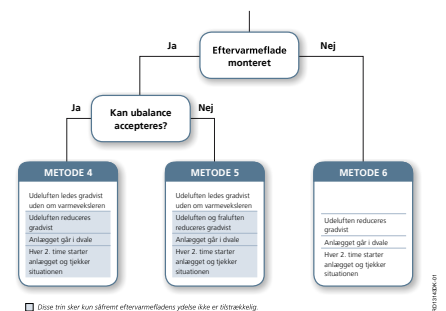 Ja
Eftervarmeflade
monteret
Nej
Ja
Kan ubalance
accepteres?
Nej
METODE 4
Udeluften ledes gradvist
uden om varmeveksleren
Udeluften reduceres
gradvist
Anlægget går i dvale
Hver 2. time starter
anlægget og tjekker
situationen
METODE 5
Udeluften ledes gradvist
uden om varmeveksleren
Udeluften og fraluften
reduceres gradvist
Anlægget går i dvale
Hver 2. time starter
anlægget og tjekker
situationen
METODE 6
Udeluften reduceres
gradvist
Anlægget går i dvale
Hver 2. time starter
anlægget og tjekker
situationen
Disse trin sker kun såfremt eftervarmefladens ydelse ikke er tilstrækkelig.